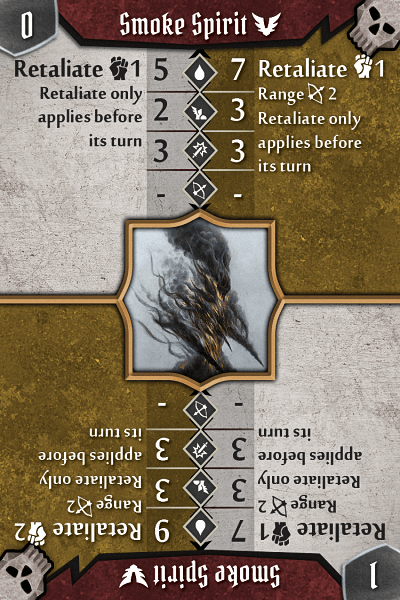 0
Smoke Spirit
Retaliate 1
Retaliate only
applies before
its turn
5
2
3
-
7
3
3
-
Retaliate 1
Range 2
Retaliate only
applies before
its turn
1
Smoke Spirit
Retaliate 1
Range 2
Retaliate only
applies before
its turn
7
3
3
-
9
3
3
-
Retaliate 2
Range 2
Retaliate only
applies before
its turn